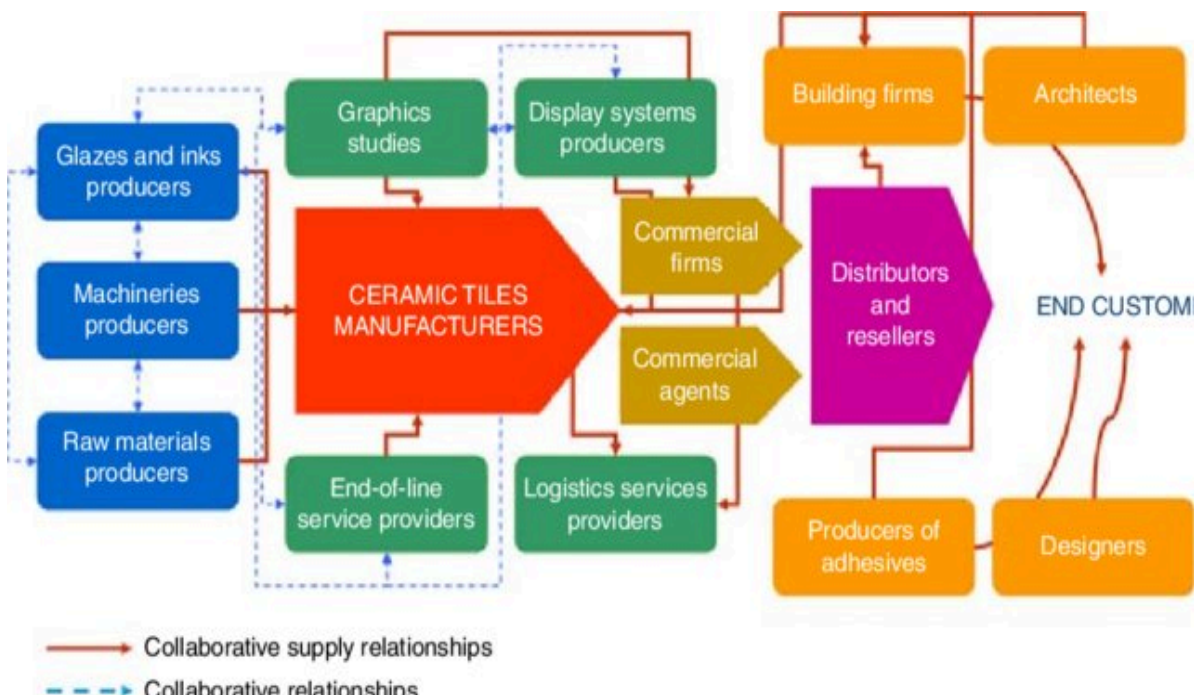 Graphics
studies
Display systems
producers
Building firms
Architects
Glazes and inks
producers
Commercial
firms
Machineries
producers
CERAMIC TILES
MANUFACTURERS
Distributors
and
resellers
END CUSTOM
Commercial
agents
Raw materials
producers
End-of-line
service providers
Logistics services
providers
Producers of
adhesives
Designers
Collaborative supply relationships
Collaborative relationships